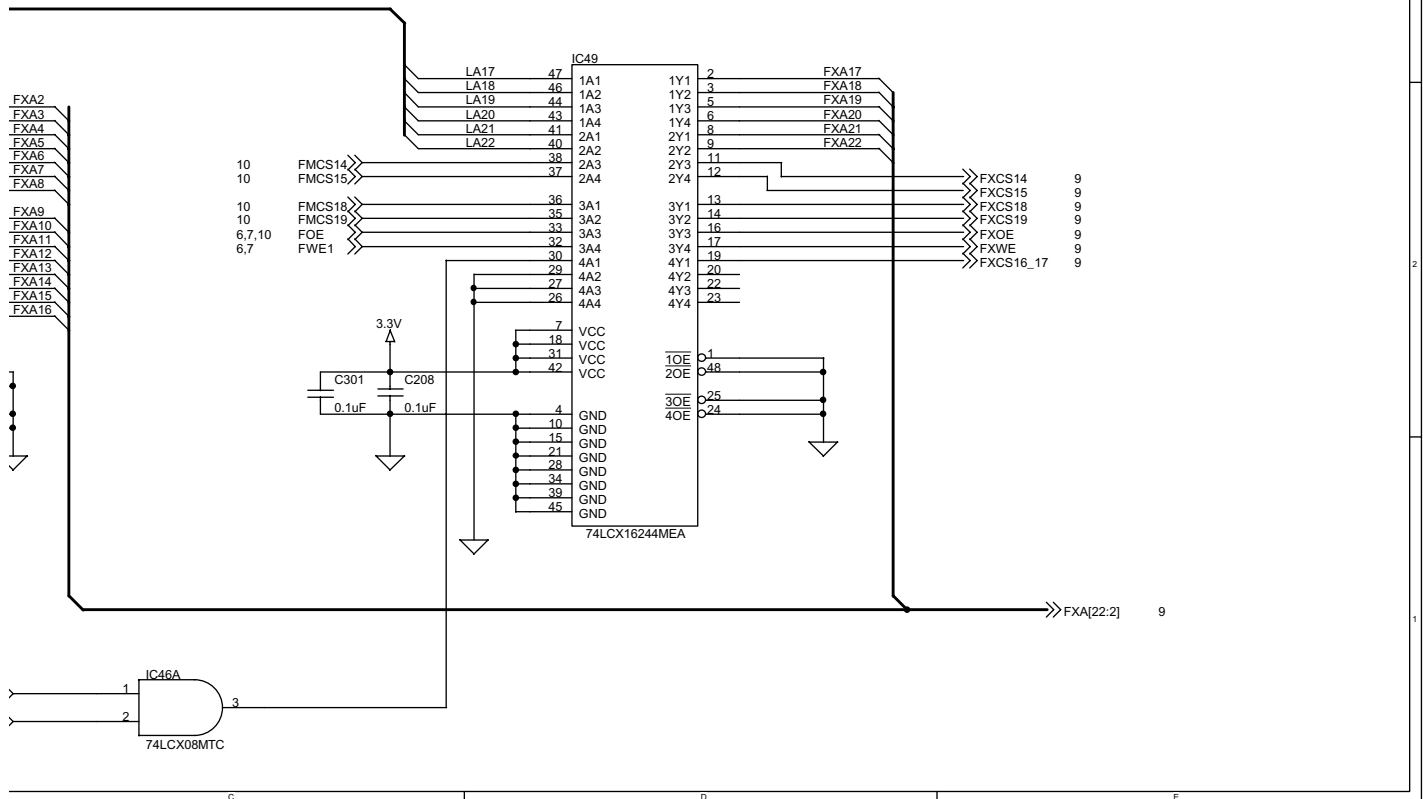 IC49
LA17 47 1A1 1Y1 2 FXA17
LA18 46 1A2 1Y2 3 FXA18
FXA2 LA19 44 1A3 1Y3 5 FXA19
FXA3 LA20 43 1A4 1Y4 6 FXA20
FXA4 LA21 41 2A1 2Y1 8 FXA21
FXA5 LA22 40 2A2 2Y2 9 FXA22
FXA6 10 FMCS14 38 2A3 2Y3 11
FXA7 10 FMCS15 37 2A4 2Y4 12 FXCS14 9
FXA8 FXCS15 9
10 FMCS18 36 3A1 3Y1 13 FXCS18 9
FXA9 10 FMCS19 35 3A2 3Y2 14 FXCS19 9
FXA10 6,7,10 FOE 33 3A3 3Y3 16 FXOE 9
FXA11 6,7 FWE1 32 3A4 3Y4 17 FXWE 9
FXA12 30 4A1 4Y1 19 FXCS16_17 9
FXA13 29 4A2 4Y2 20 2
FXA14 27 4A3 4Y3 22
FXA15 26 4A4 4Y4 23
FXA16
3.3V 7 VCC
18 VCC
31 VCC 1OE 1
42 VCC 2OE 48
C301 C208
0.1uF 0.1uF 3OE 25
4 GND 4OE 24
10 GND
15 GND
21 GND
28 GND
34 GND
39 GND
45 GND
74LCX16244MEA
FXA[22:2] 9
1
IC46A
1
3
2
74LCX08MTC
C D E